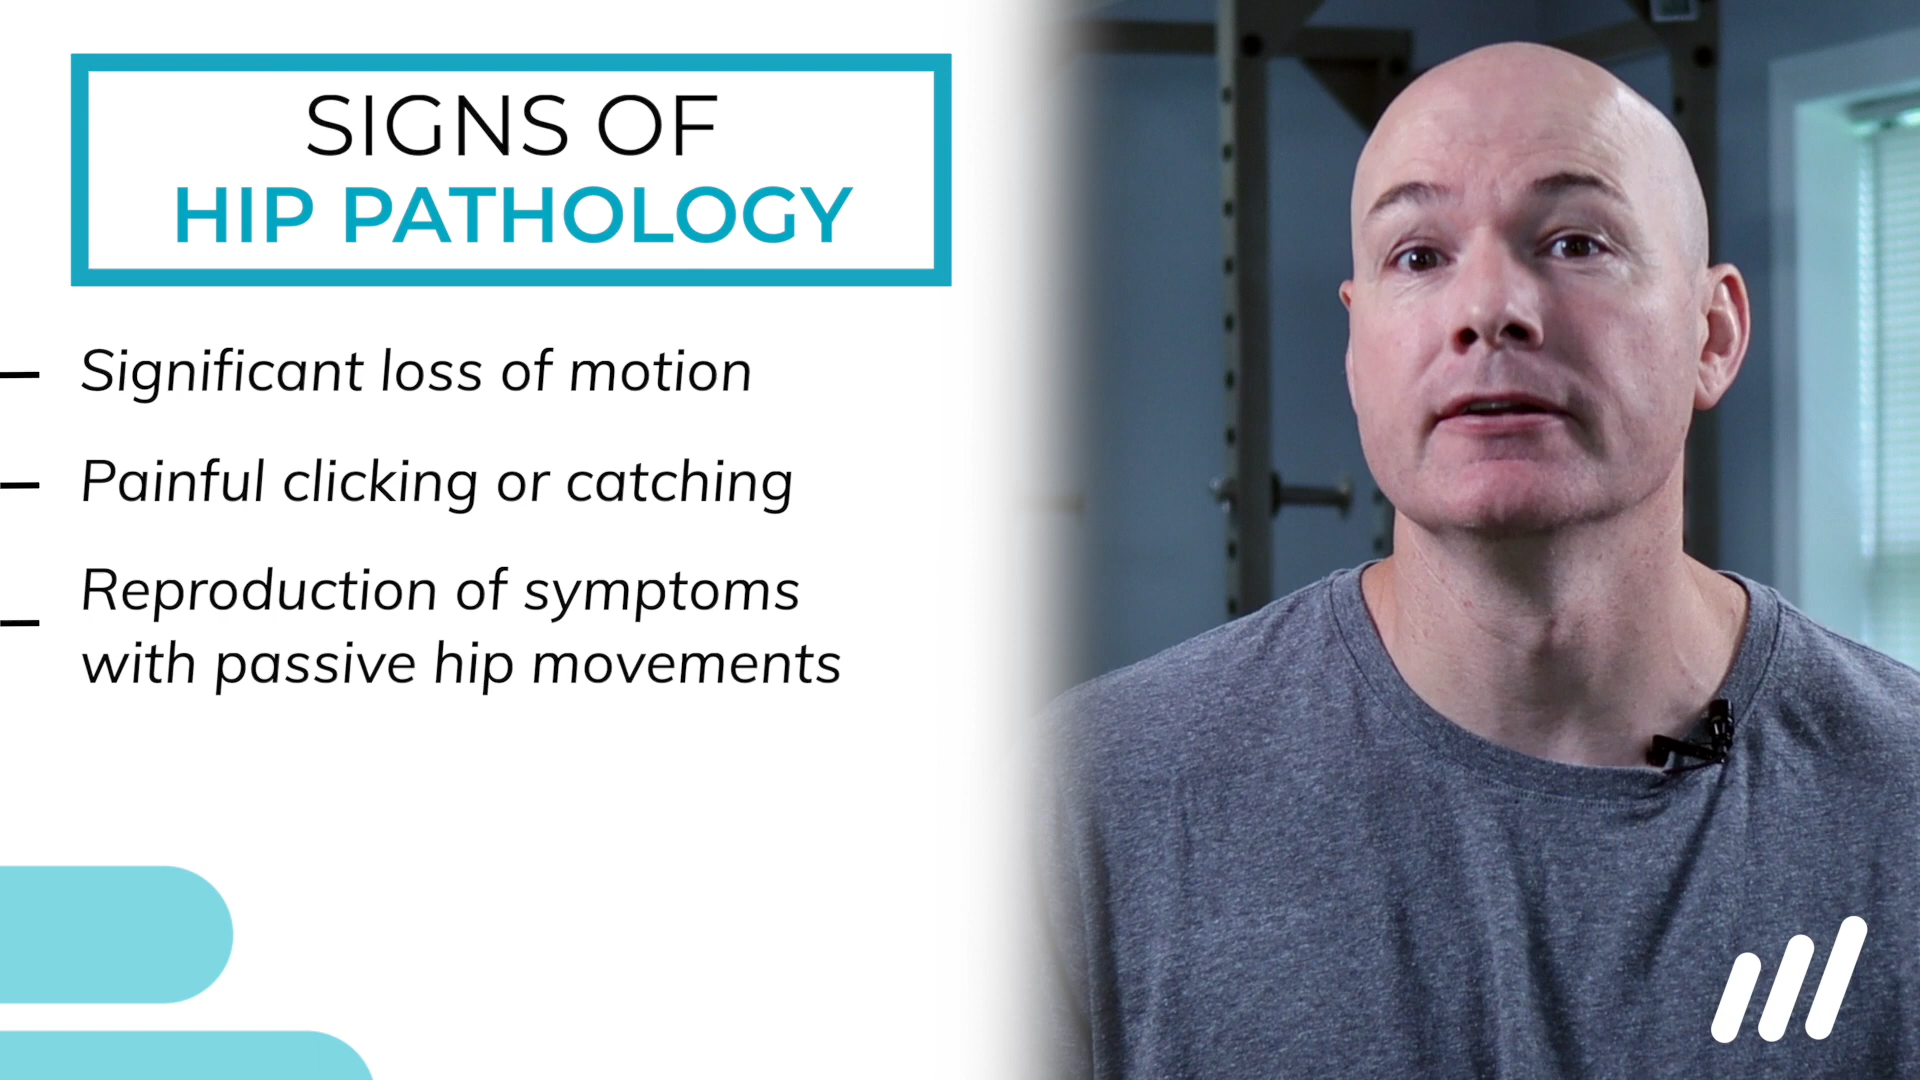 SIGNS OF
HIP PATHOLOGY
Significant loss of motion
Painful clicking or catching
Reproduction of symptoms
with passive hip movements